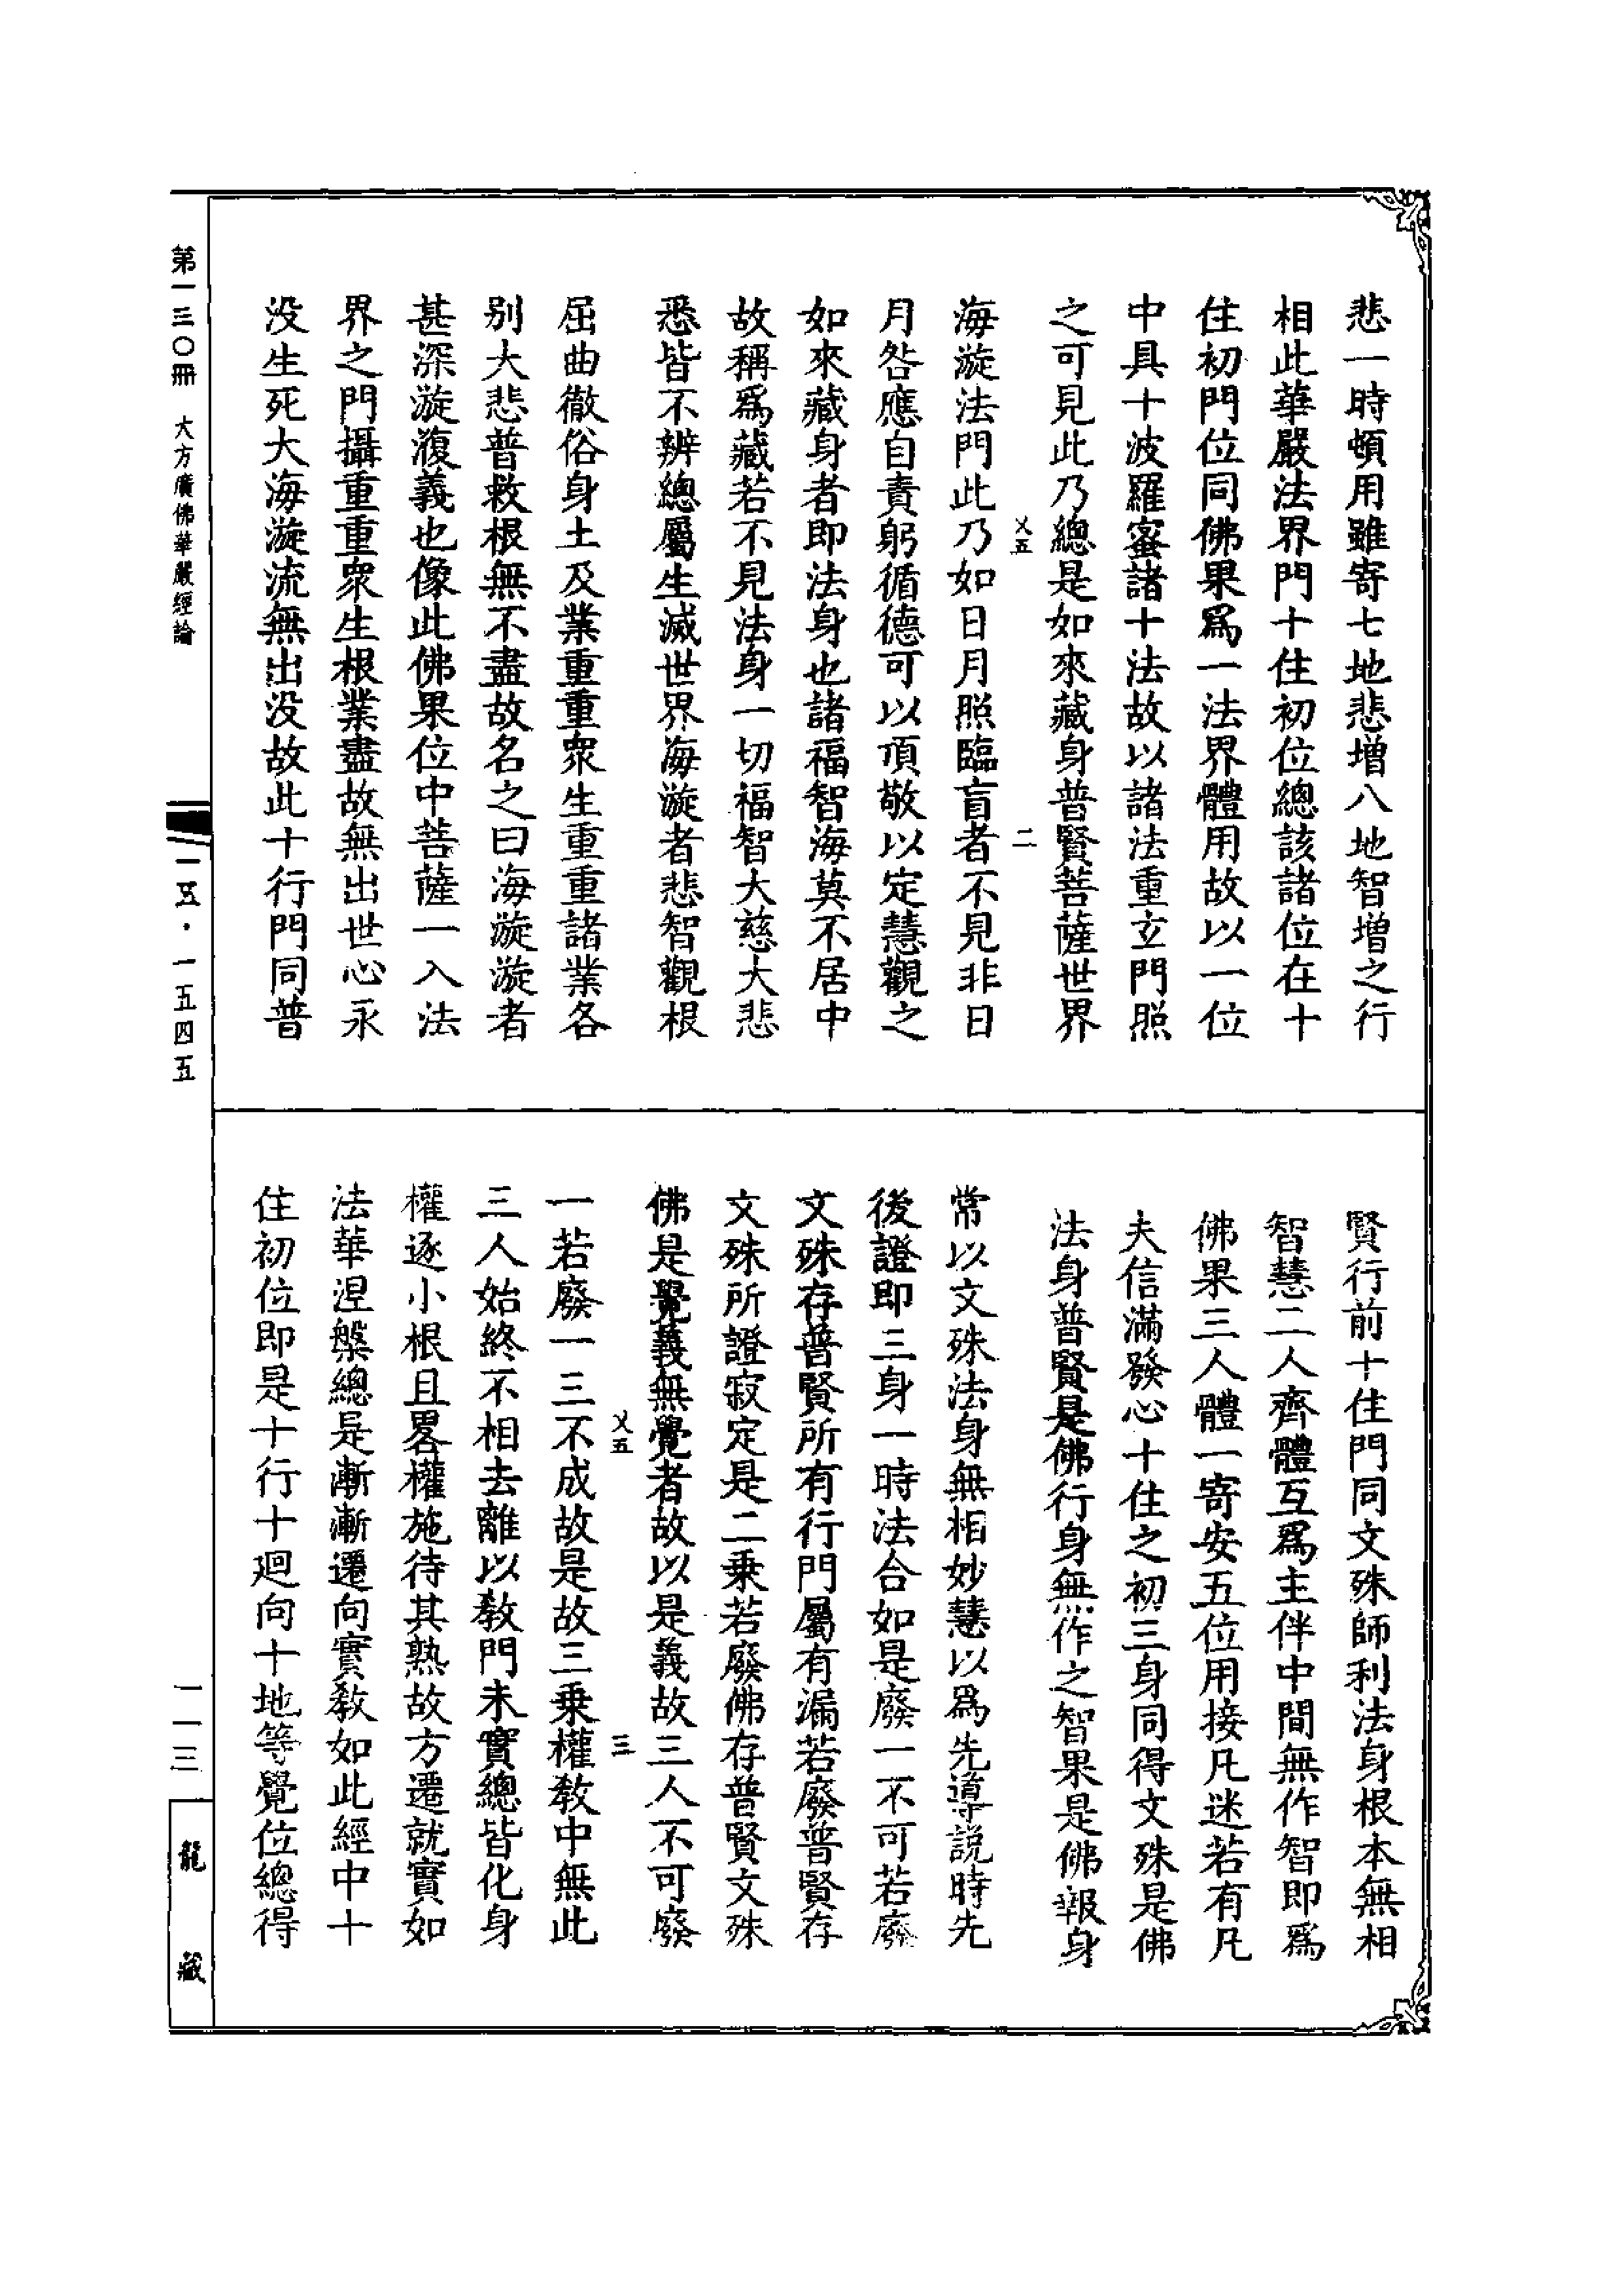 悲一時頓用雖寄七地悲增八地智增之行
相此華嚴法界門十住初位總該諸位在十
住初門位同佛果爲一法界體用故以一位
中具十波羅蜜諸十法故以諸法重立門照
之可見此乃總是如來藏身普賢菩薩世界
乂五
二
海漩法門此乃如日月照臨盲者不見非日
月咎應自責躬循德可以頂敬以定慧觀之
如來藏身者即法身也諸福智海莫不居中
故稱爲藏若不見法身一切福智大慈大悲
悉皆不辨總屬生滅世界海漩者悲智觀根
屈曲徹俗身土及業重重衆生重重諸業各
別大悲普救根無不盡故名之曰海漩漩者
甚深漩澓義也像此佛果位中菩薩一入法
界之門攝重重衆生根業盡故無出世心永
没生死大海漩流無出没故此十行門同普
賢行前十住門同文殊師利法身根本無相
智慧二人齊體互爲主伴中間無作智即爲
佛果三人體一寄安五位用接凡迷若有凡
夫信滿發心十住之初三身同得文殊是佛
法身普賢是佛行身無作之智果是佛報身
常以文殊法身無相妙慧以爲先導説時先
後證即三身一時法合如是廢一不可若廢
文殊存普賢所有行門屬有漏若廢普賢存
文殊所證寂定是二乗若廢佛存普賢文殊
佛是覺義無覺者故以是義故三人不可廢
乂五
三
一若廢一三不成故是故三乗權教中無此
三人始終不相去離以教門未實總皆化身
權逐小根且畧權施待其熟故方遷就實如
法華涅槃總是漸漸遷向實教如此經中十
住初位即是十行十迴向十地等覺位總得
第一三〇冊　大方廣佛華嚴經論
一五·一五四五
一一三
龍藏